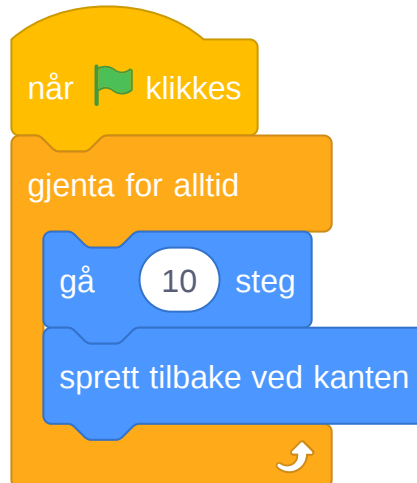 når klikkes
gjenta for alltid
gå 10 steg
sprett tilbake ved kanten